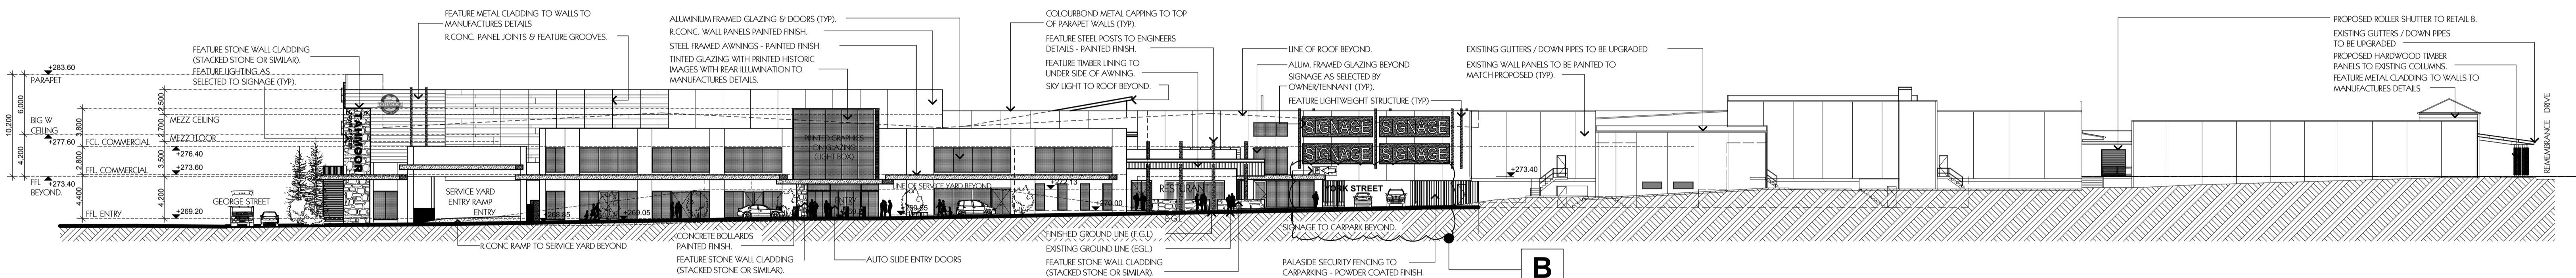 FEATURE METAL CLADDING TO WALLS TO
MANUFACTURES DETAILS
R.CONC. PANEL JOINTS & FEATURE GROOVES.
FEATURE STONE WALL CLADDING
(STACKED STONE OR SIMILAR).
FEATURE LIGHTING AS
SELECTED TO SIGNAGE (TYP).
ALUMINIUM FRAMED GLAZING & DOORS (TYP).
R.CONC. WALL PANELS PAINTED FINISH.
STEEL FRAMED AWNINGS - PAINTED FINISH
TINTED GLAZING WITH PRINTED HISTORIC
IMAGES WITH REAR ILLUMINATION TO
MANUFACTURES DETAILS.
COLOURBOND METAL CAPPING TO TOP
OF PARAPET WALLS (TYP).
FEATURE STEEL POSTS TO ENGINEERS
DETAILS - PAINTED FINISH.
FEATURE TIMBER LINING TO
UNDER SIDE OF AWNING.
SKY LIGHT TO ROOF BEYOND.
LINE OF ROOF BEYOND.
ALUM. FRAMED GLAZING BEYOND
SIGNAGE AS SELECTED BY
OWNER/TENNANT (TYP).
FEATURE LIGHTWEIGHT STRUCTURE (TYP)
EXISTING GUTTERS / DOWN PIPES TO BE UPGRADED
EXISTING WALL PANELS TO BE PAINTED TO
MATCH PROPOSED (TYP).
PROPOSED ROLLER SHUTTER TO RETAIL 8.
EXISTING GUTTERS / DOWN PIPES
TO BE UPGRADED
PROPOSED HARDWOOD TIMBER
PANELS TO EXISTING COLUMNS.
FEATURE METAL CLADDING TO WALLS TO
MANUFACTURES DETAILS
REMEMBRANCE DRIVE
+283.60
PARAPET
10,200
6,000
4,200
BIG W
CEILING
+277.60
FFL
+273.40
BEYOND.
3,800
2,800
4,400
FCL. COMMERCIAL
+276.40
+273.60
FFL. COMMERCIAL
FFL. ENTRY
+269.20
2,500
2,700
3,500
4,200
MEZZ CEILING
MEZZ FLOOR
GEORGE STREET
TAHMOOR
SERVICE YARD
ENTRY RAMP
ENTRY
PRINTED GRAPHICS
ON GLAZING
(LIGHT BOX)
ENTRY
LINE OF SERVICE YARD BEYOND
+268.85
+269.05
+272.13
+270.00
RESTURANT
SIGNAGE
SIGNAGE
SIGNAGE
SIGNAGE
YORK STREET
+273.40
R.CONC RAMP TO SERVICE YARD BEYOND
CONCRETE BOLLARDS
PAINTED FINISH.
FEATURE STONE WALL CLADDING
(STACKED STONE OR SIMILAR).
AUTO SLIDE ENTRY DOORS
E.G.L
FINISHED GROUND LINE (F.G.L)
EXISTING GROUND LINE (EGL)
FEATURE STONE WALL CLADDING
(STACKED STONE OR SIMILAR).
SIGNAGE TO CARPARK BEYOND.
PALASIDE SECURITY FENCING TO
CARPARKING - POWDER COATED FINISH.
B